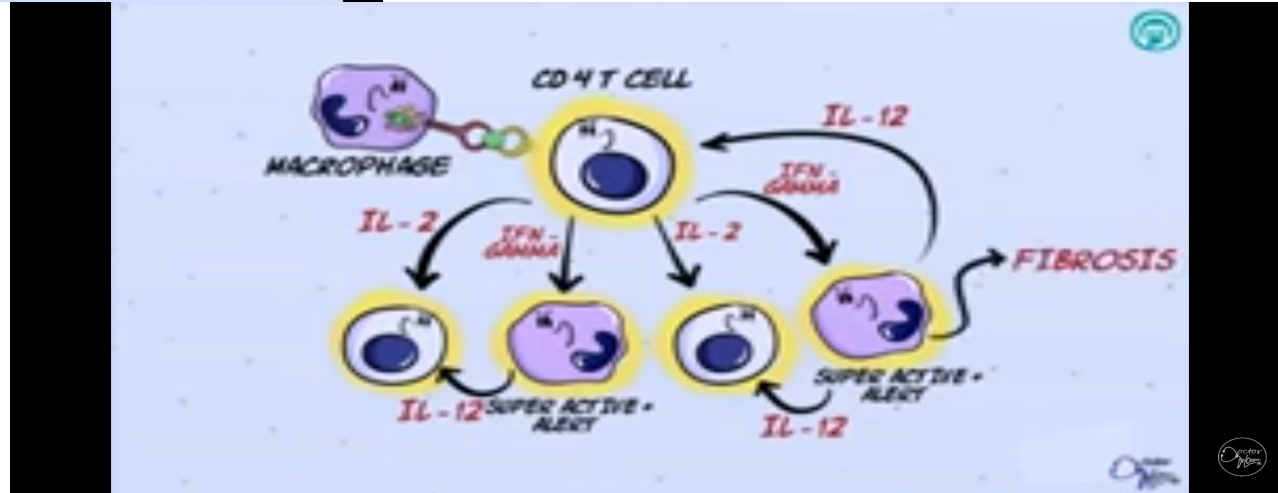 CD4 T CELL
MACROPHAGE
IL-12
IFN-
GAMMA
IL-2
IFN-
GAMMA
IL-2
FIBROSIS
SUPER ACTIVE +
ALERT
IL-12
SUPER ACTIVE +
ALERT
IL-12
Doctor